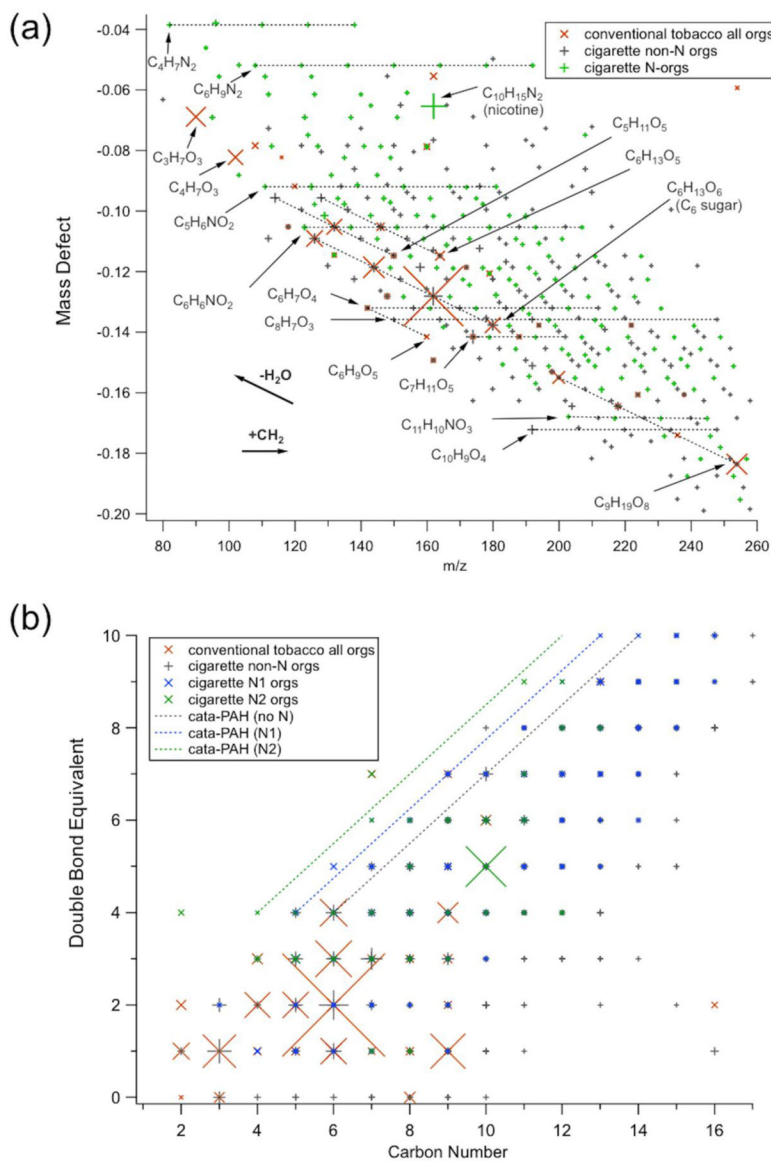 (a)
conventional tobacco all orgs
cigarette non-N orgs
cigarette N-orgs
C4H7N2
C6H9N2
C10H15N2
(nicotine)
C3H7O3
C4H7O3
C5H11O5
C6H13O5
C6H13O6
(C6 sugar)
C5H6NO2
C6H6NO2
C6H7O4
C8H7O3
C6H9O5
C7H11O5
C11H10NO3
C10H9O4
C9H19O8
-H2O
+CH2
Mass Defect
-0.04
-0.06
-0.08
-0.10
-0.12
-0.14
-0.16
-0.18
-0.20
80 100 120 140 160 180 200 220 240 260
m/z
(b)
conventional tobacco all orgs
cigarette non-N orgs
cigarette N1 orgs
cigarette N2 orgs
cata-PAH (no N)
cata-PAH (N1)
cata-PAH (N2)
Double Bond Equivalent
10
8
6
4
2
0
2 4 6 8 10 12 14 16
Carbon Number